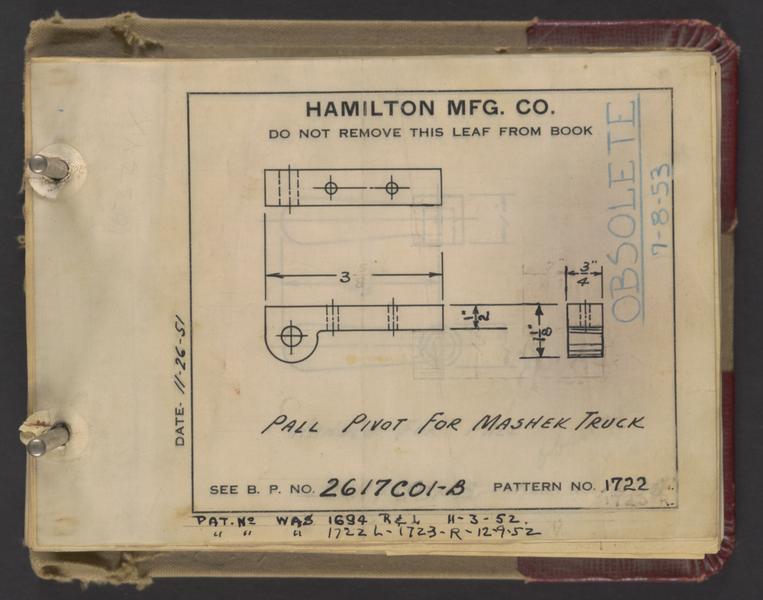 HAMILTON MFG. CO.
DO NOT REMOVE THIS LEAF FROM BOOK
OBSOLETE
7-8-53
3
3/4"
1/2"
1 1/8"
DATE- 11-26-51
PALL PIVOT FOR MASHEK TRUCK
SEE B. P. NO. 2617C01-B PATTERN NO. 1722
PAT. No WAS 1694 R & L 11-3-52.
" " " 1722 L-1723-R-12-9-52